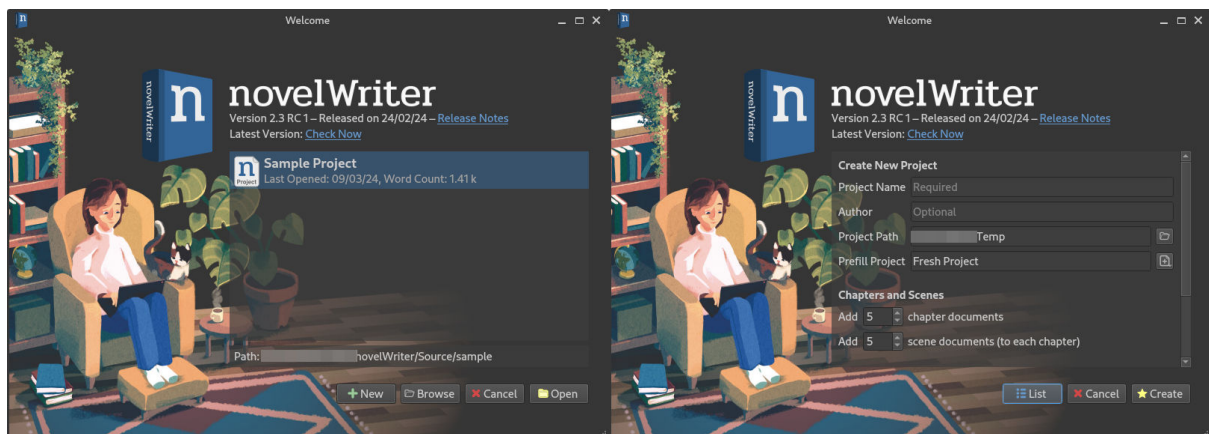 Welcome
novelWriter
n
novelWriter
Version 2.3 RC 1 – Released on 24/02/24 – Release Notes
Latest Version: Check Now
n
Project
Sample Project
Last Opened: 09/03/24, Word Count: 1.41 k
Path: novelWriter/Source/sample
New
Browse
Cancel
Open
Welcome
novelWriter
n
novelWriter
Version 2.3 RC 1 – Released on 24/02/24 – Release Notes
Latest Version: Check Now
Create New Project
Project Name Required
Author Optional
Project Path Temp
Prefill Project Fresh Project
Chapters and Scenes
Add 5 chapter documents
Add 5 scene documents (to each chapter)
List
Cancel
Create